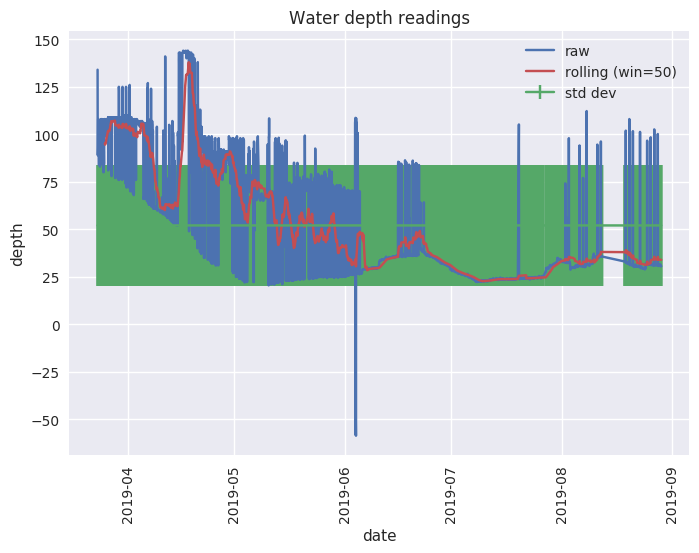 Water depth readings
raw
rolling (win=50)
std dev
depth
150
125
100
75
50
25
0
−25
−50
2019-04
2019-05
2019-06
2019-07
2019-08
2019-09
date